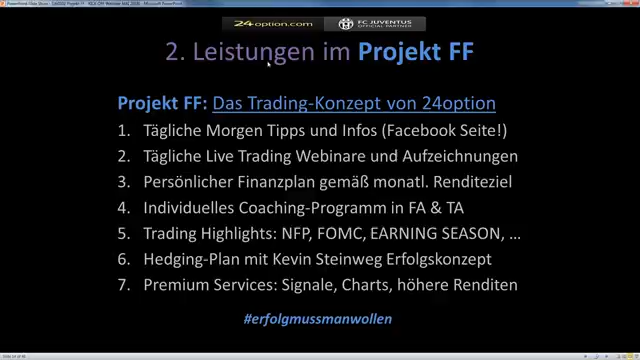 24option.com
FC JUVENTUS
OFFICIAL PARTNER
2. Leistungen im Projekt FF
Projekt FF: Das Trading-Konzept von 24option
1. Tägliche Morgen Tipps und Infos (Facebook Seite!)
2. Tägliche Live Trading Webinare und Aufzeichnungen
3. Persönlicher Finanzplan gemäß monatl. Renditeziel
4. Individuelles Coaching-Programm in FA & TA
5. Trading Highlights: NFP, FOMC, EARNING SEASON, ...
6. Hedging-Plan mit Kevin Steinweg Erfolgskonzept
7. Premium Services: Signale, Charts, höhere Renditen
#erfolgmussmanwollen